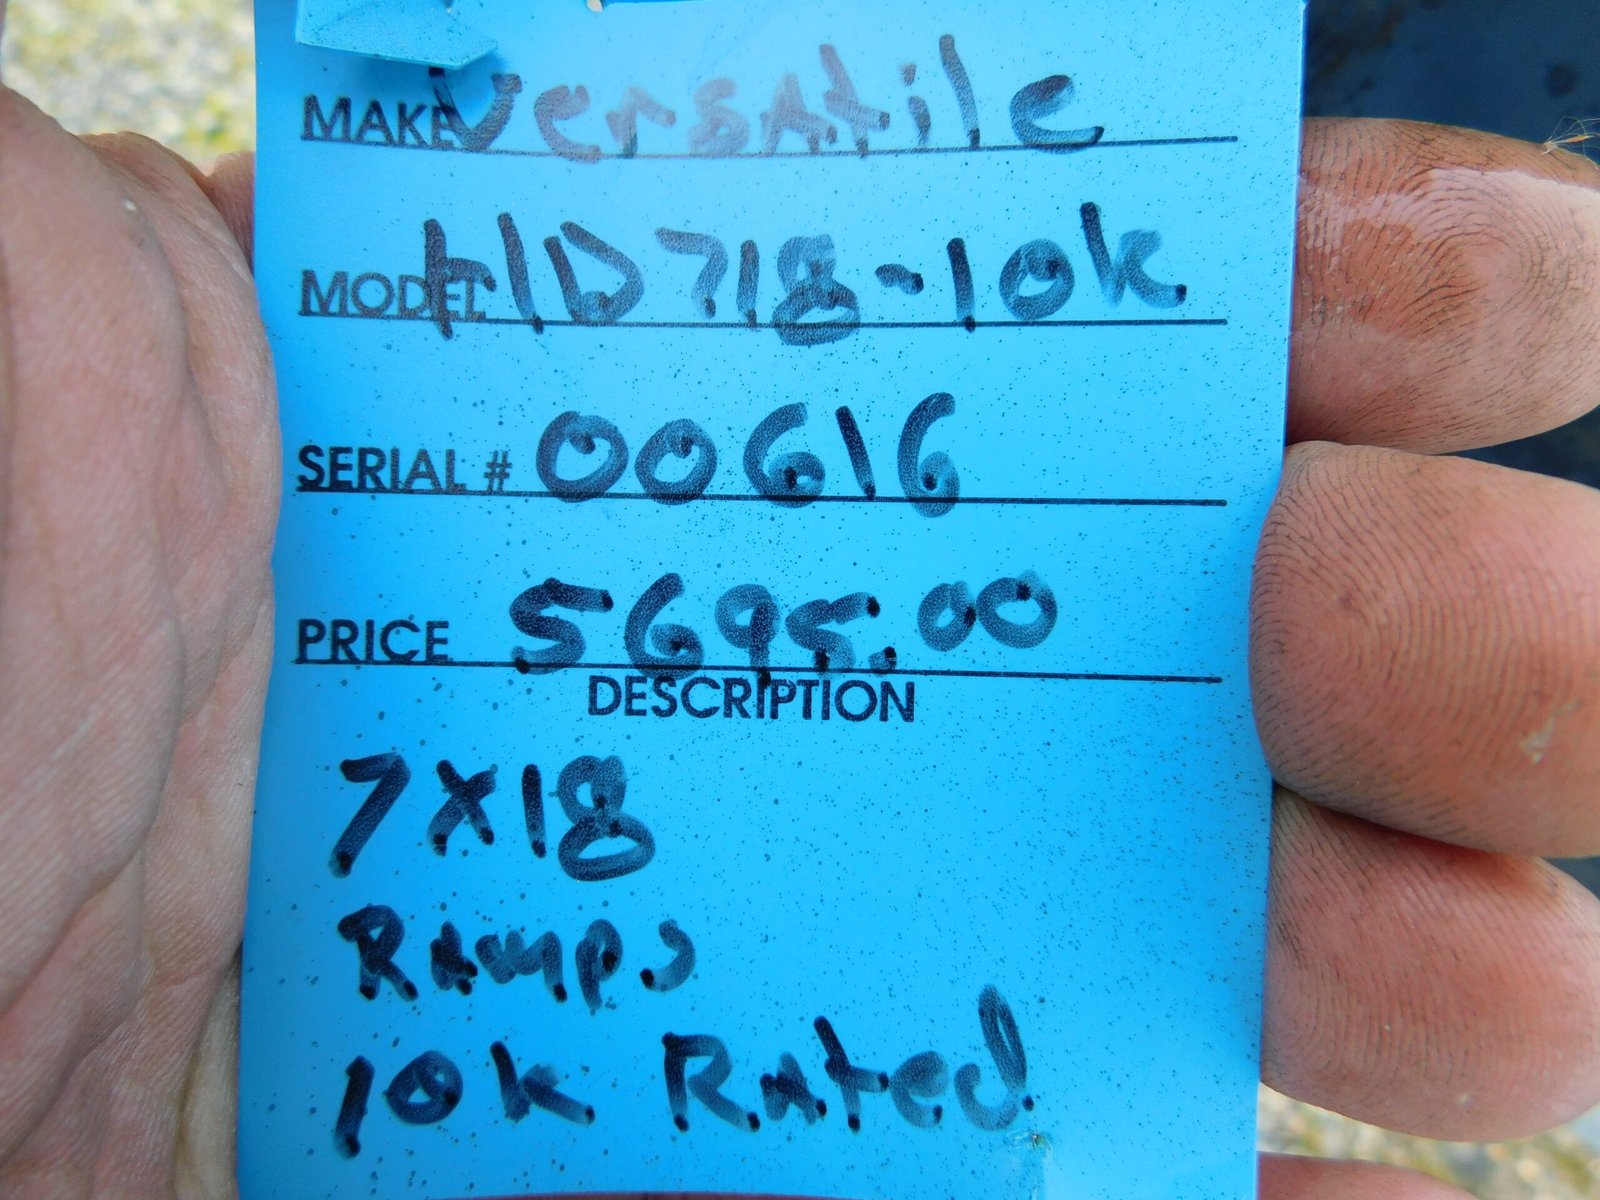 MAKE Versatile
MODEL HD718-10k
SERIAL # 00616
PRICE 5695.00
DESCRIPTION
7x18
Ramps
10k Rated